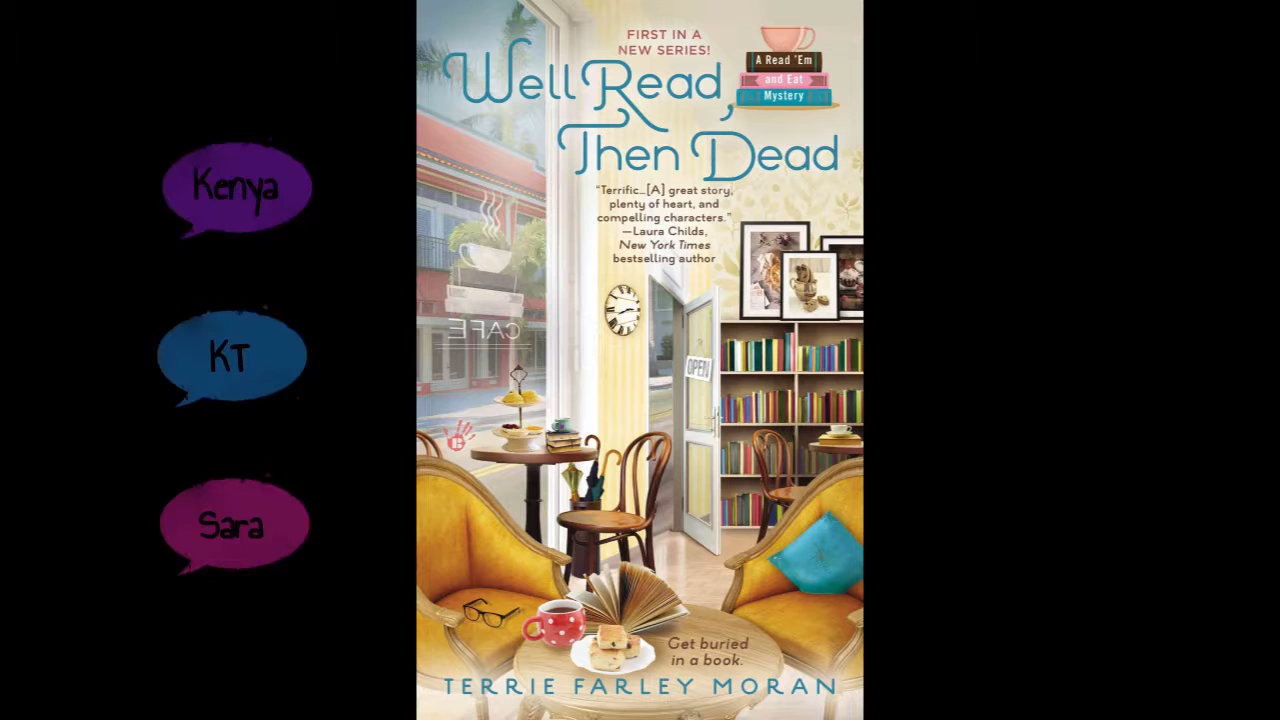 Kenya
KT
Sara
FIRST IN A
NEW SERIES!
Well Read,
Then Dead
A Read 'Em
and Eat
Mystery
"Terrific...[A] great story,
plenty of heart, and
compelling characters."
—Laura Childs,
New York Times
bestselling author
CAFE
OPEN
Get buried
in a book.
TERRIE FARLEY MORAN